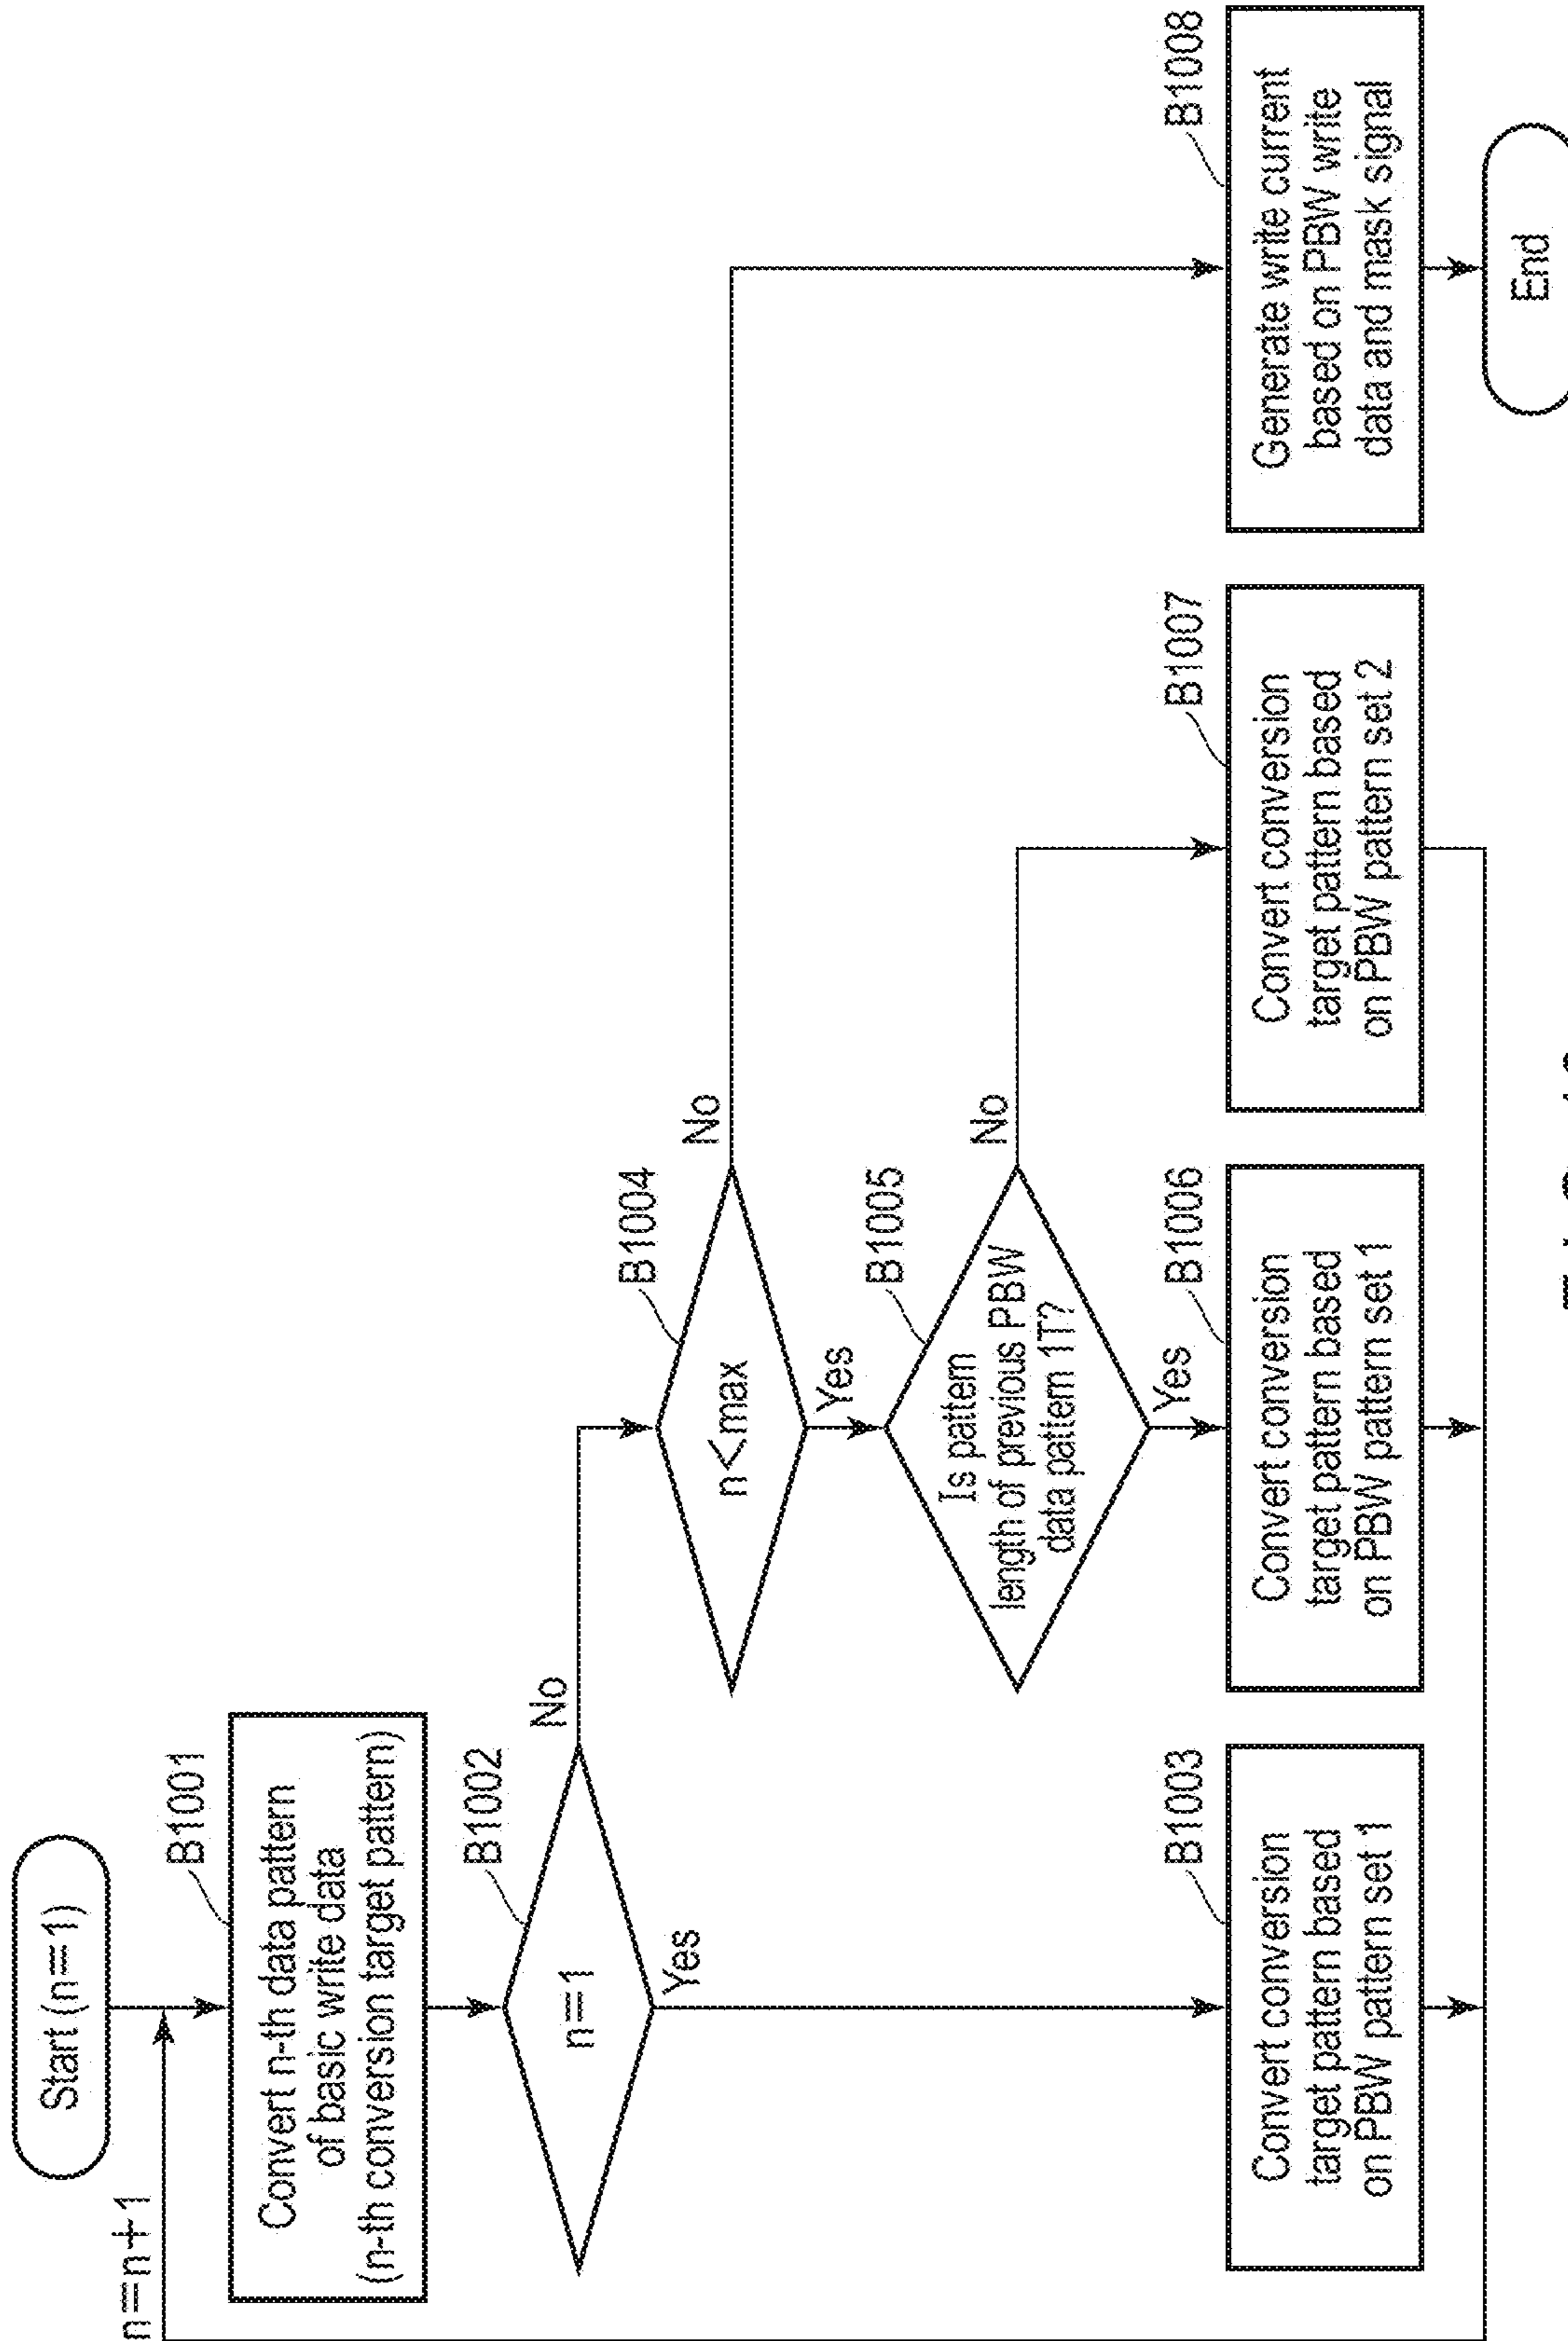 Start (n=1)
n=n+1
B1001
Convert n-th data pattern
of basic write data
(n-th conversion target pattern)
B1002
n=1
No
Yes
B1003
Convert conversion
target pattern based
on PBW pattern set 1
B1004
n<max
No
Yes
B1005
Is pattern
length of previous PBW
data pattern 1T?
No
Yes
B1006
Convert conversion
target pattern based
on PBW pattern set 1
B1007
Convert conversion
target pattern based
on PBW pattern set 2
B1008
Generate write current
based on PBW write
data and mask signal
End